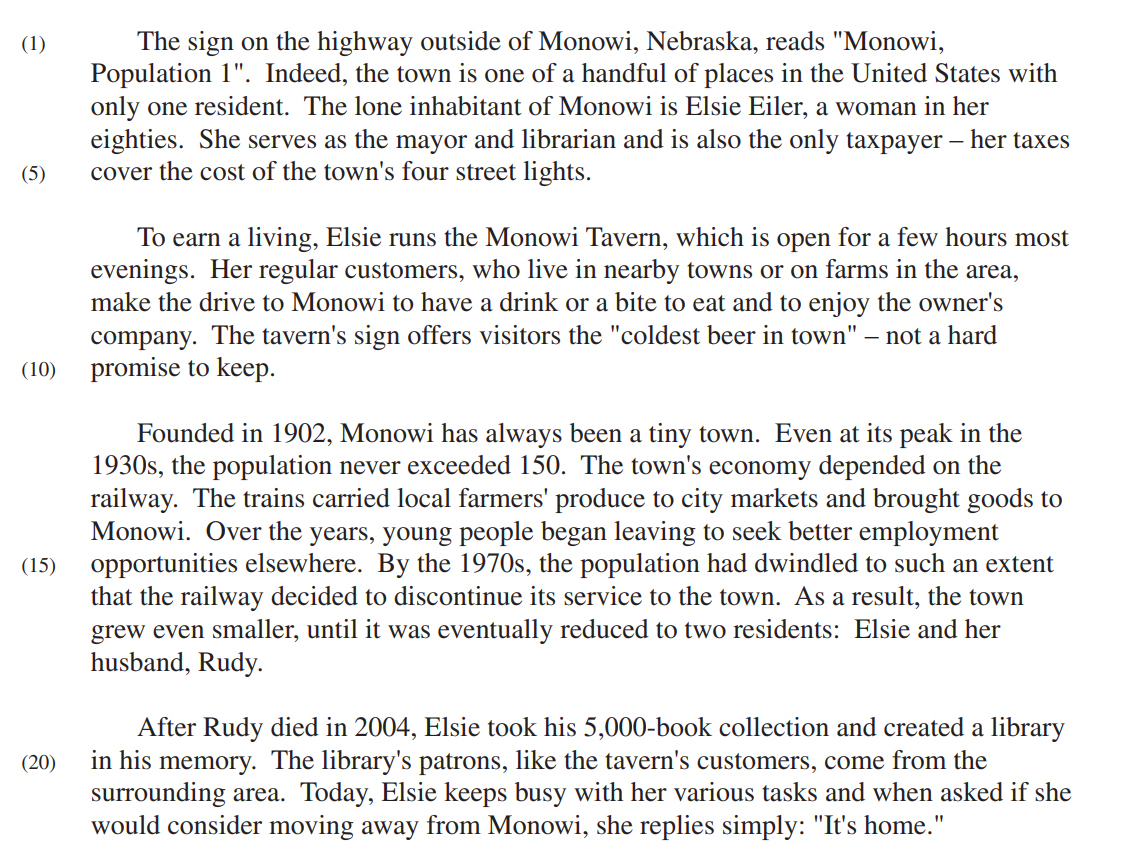 (1) The sign on the highway outside of Monowi, Nebraska, reads "Monowi,
Population 1". Indeed, the town is one of a handful of places in the United States with
only one resident. The lone inhabitant of Monowi is Elsie Eiler, a woman in her
eighties. She serves as the mayor and librarian and is also the only taxpayer – her taxes
(5) cover the cost of the town's four street lights.
To earn a living, Elsie runs the Monowi Tavern, which is open for a few hours most
evenings. Her regular customers, who live in nearby towns or on farms in the area,
make the drive to Monowi to have a drink or a bite to eat and to enjoy the owner's
company. The tavern's sign offers visitors the "coldest beer in town" – not a hard
(10) promise to keep.
Founded in 1902, Monowi has always been a tiny town. Even at its peak in the
1930s, the population never exceeded 150. The town's economy depended on the
railway. The trains carried local farmers' produce to city markets and brought goods to
Monowi. Over the years, young people began leaving to seek better employment
(15) opportunities elsewhere. By the 1970s, the population had dwindled to such an extent
that the railway decided to discontinue its service to the town. As a result, the town
grew even smaller, until it was eventually reduced to two residents: Elsie and her
husband, Rudy.
After Rudy died in 2004, Elsie took his 5,000-book collection and created a library
(20) in his memory. The library's patrons, like the tavern's customers, come from the
surrounding area. Today, Elsie keeps busy with her various tasks and when asked if she
would consider moving away from Monowi, she replies simply: "It's home."